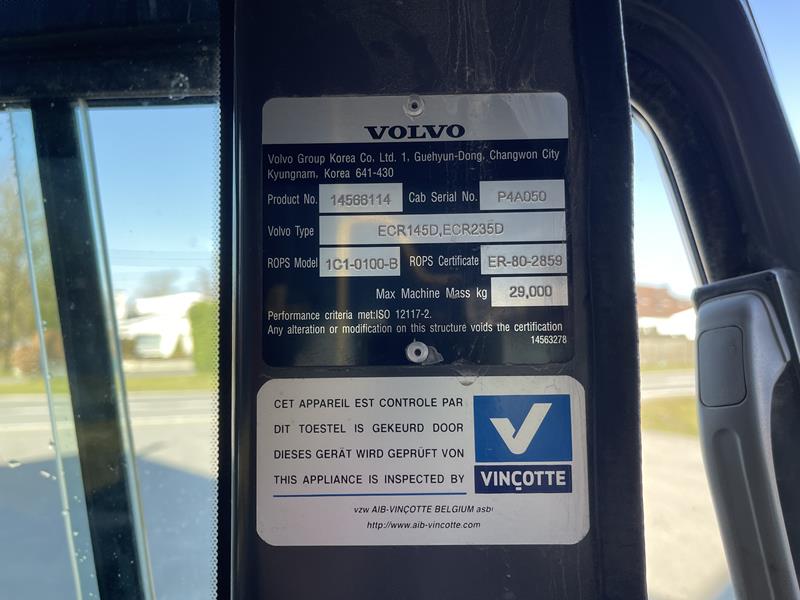 VOLVO
Volvo Group Korea Co. Ltd. 1, Guehyun-Dong, Changwon City
Kyungnam, Korea 641-430
Product No. 14568114 Cab Serial No. P4A050
Volvo Type ECR145D,ECR235D
ROPS Model 1C1-0100-B ROPS Certificate ER-80-2859
Max Machine Mass kg 29,000
Performance criteria met:ISO 12117-2.
Any alteration or modification on this structure voids the certification
14563278
CET APPAREIL EST CONTROLE PAR
DIT TOESTEL IS GEKEURD DOOR
DIESES GERÄT WIRD GEPRÜFT VON
THIS APPLIANCE IS INSPECTED BY
VINÇOTTE
vzw AIB-VINÇOTTE BELGIUM asbl
http://www.aib-vincotte.com